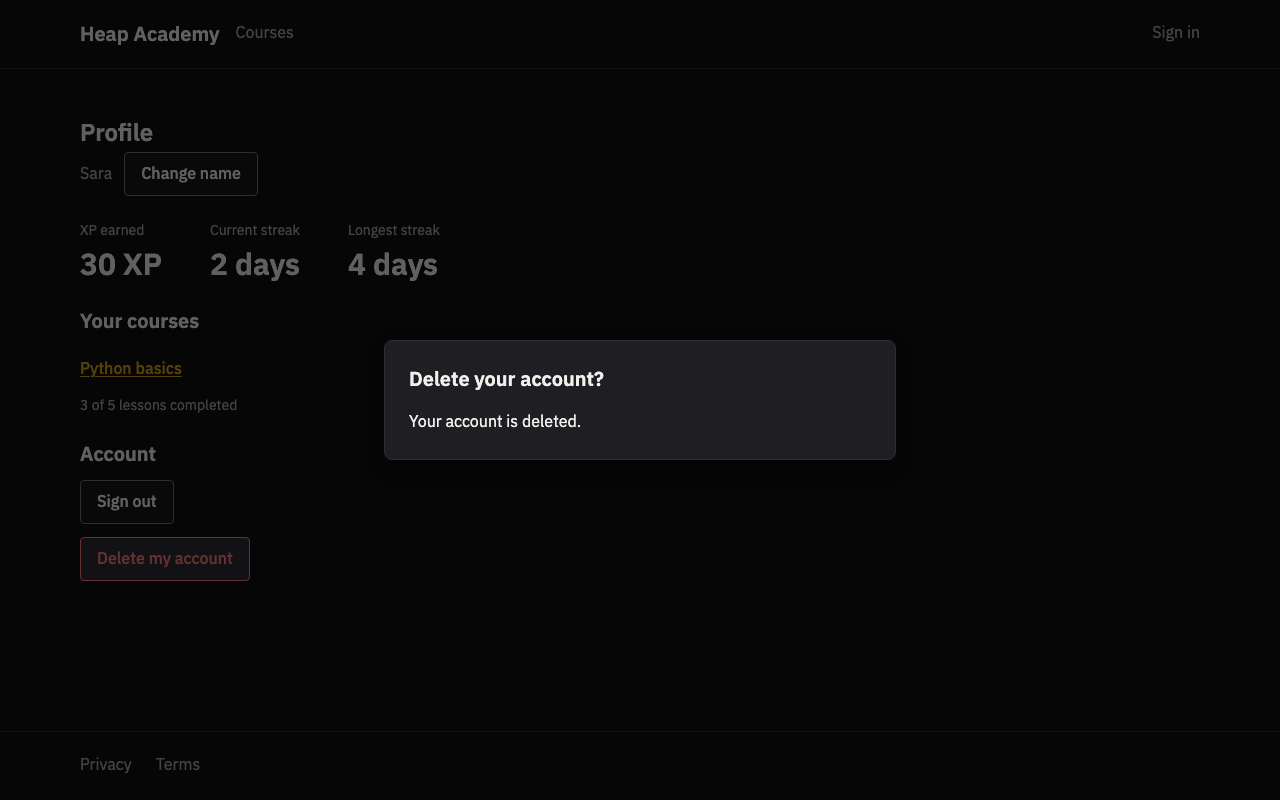 Heap Academy Courses Sign in
Profile
Sara Change name
XP earned Current streak Longest streak
30 XP 2 days 4 days
Your courses
Python basics
3 of 5 lessons completed
Delete your account?
Your account is deleted.
Account
Sign out
Delete my account
Privacy Terms